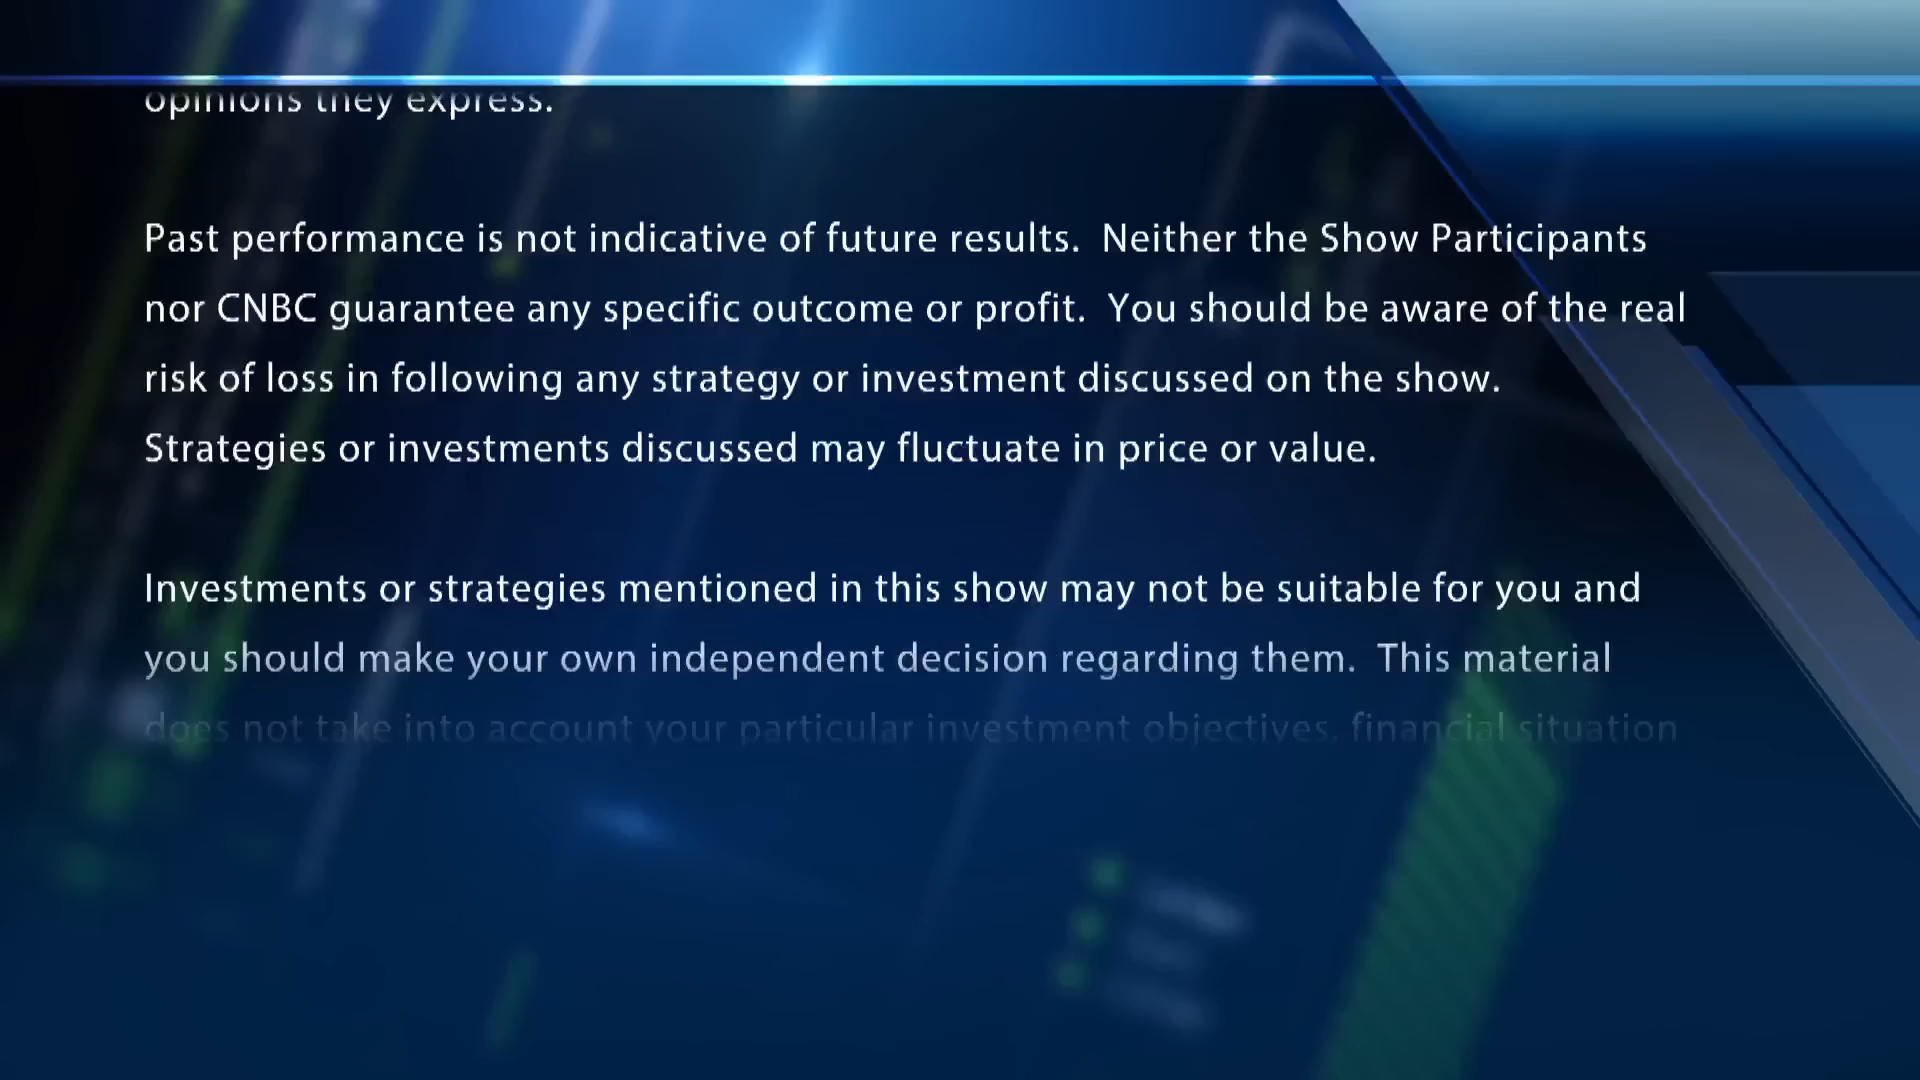 opinions they express.
Past performance is not indicative of future results.  Neither the Show Participants
nor CNBC guarantee any specific outcome or profit.  You should be aware of the real
risk of loss in following any strategy or investment discussed on the show.
Strategies or investments discussed may fluctuate in price or value.
Investments or strategies mentioned in this show may not be suitable for you and
you should make your own independent decision regarding them.  This material
does not take into account your particular investment objectives, financial situation